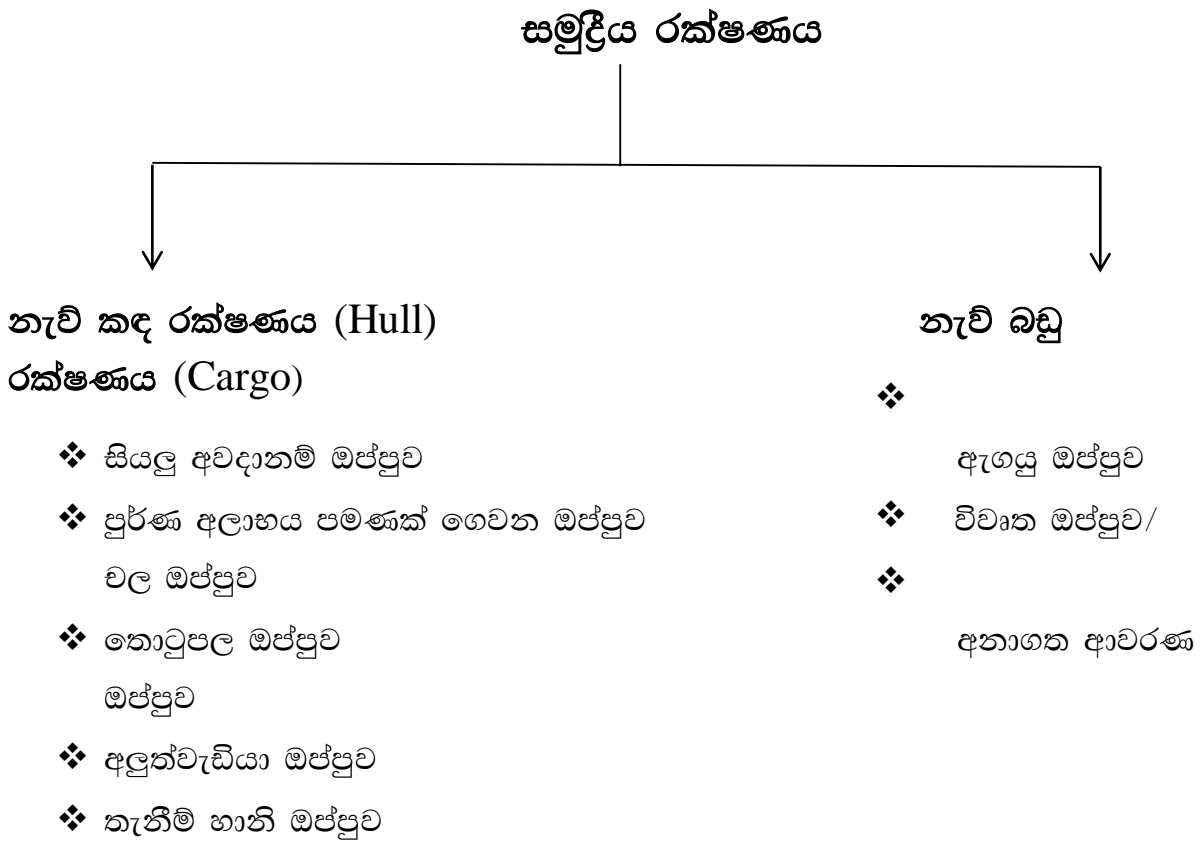 සමුද්‍රීය රක්ෂණය
නැව් කඳ රක්ෂණය (Hull) නැව් බඩු
රක්ෂණය (Cargo)
❖
❖ සියලු අවදානම් ඔප්පුව ඇගයු ඔප්පුව
❖ පුර්ණ අලාභය පමණක් ගෙවන ඔප්පුව ❖ විවෘත ඔප්පුව/
චල ඔප්පුව ❖
❖ තොටුපල ඔප්පුව අනාගත ආවරණ
ඔප්පුව
❖ අලුත්වැඩියා ඔප්පුව
❖ තැනීම් හානි ඔප්පුව